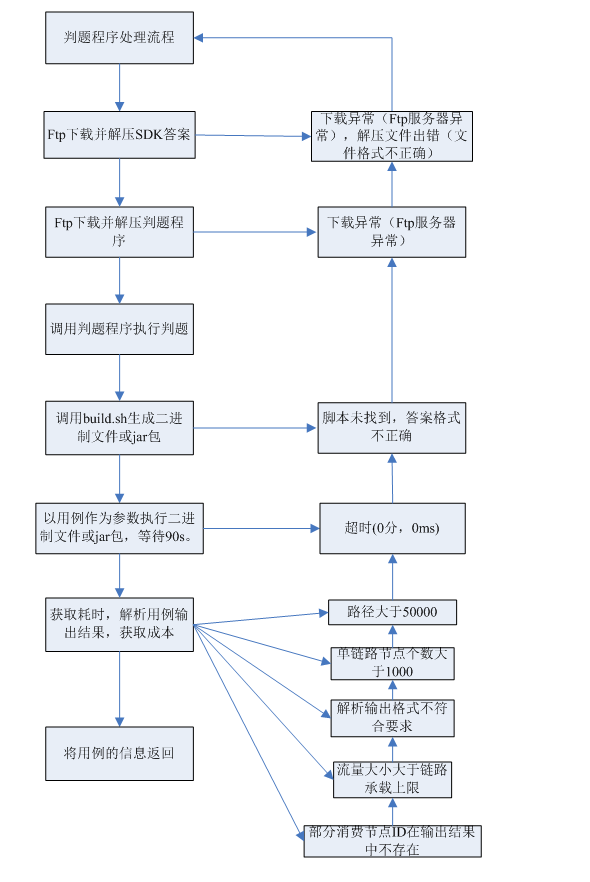 判题程序处理流程
Ftp下载并解压SDK答案
下载异常（Ftp服务器异
常），解压文件出错（文
件格式不正确）
Ftp下载并解压判题程
序
下载异常（Ftp服务器
异常）
调用判题程序执行判题
调用build.sh生成二进
制文件或jar包
脚本未找到，答案格式
不正确
以用例作为参数执行二进
制文件或jar包，等待90s。
超时(0分，0ms)
获取耗时，解析用例输
出结果，获取成本
路径大于50000
单链路节点个数大
于1000
解析输出格式不符
合要求
将用例的信息返回
流量大小大于链路
承载上限
部分消费节点ID在输出结果
中不存在